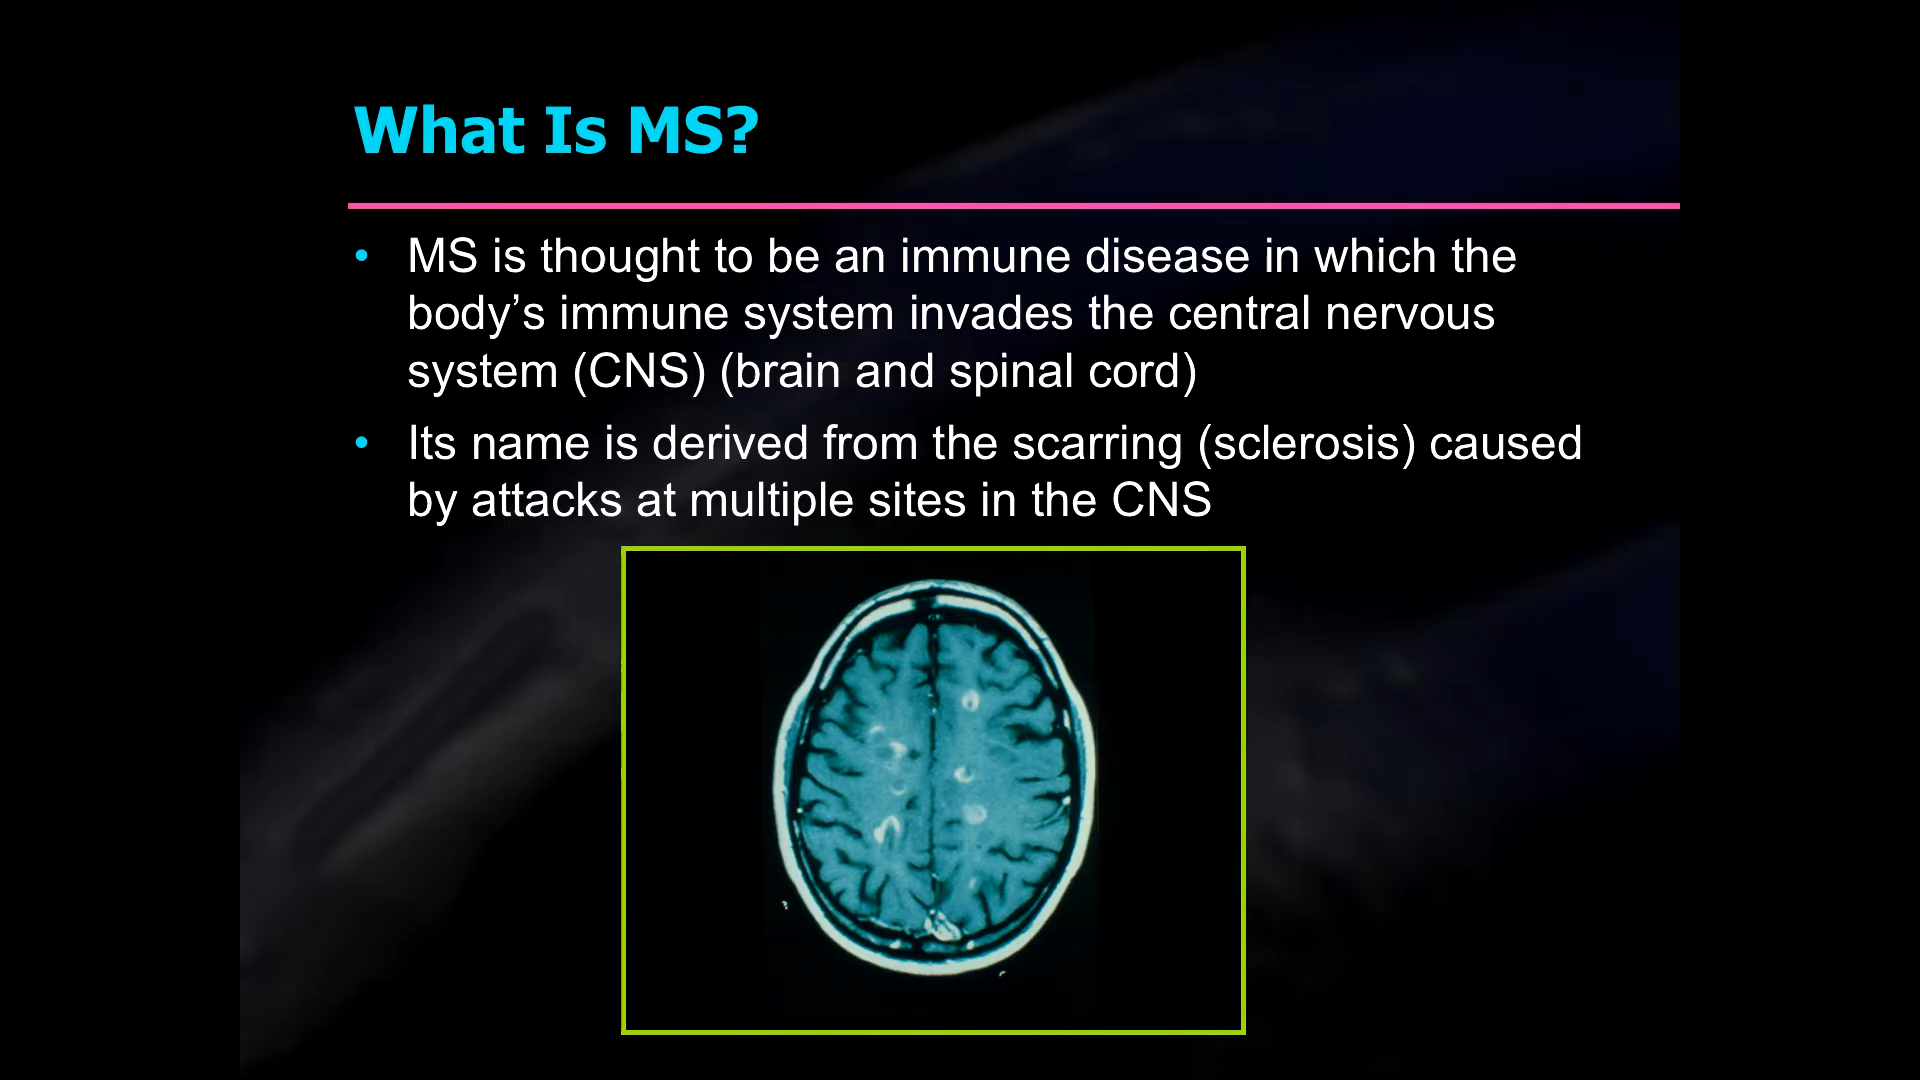 What Is MS?
• MS is thought to be an immune disease in which the
body’s immune system invades the central nervous
system (CNS) (brain and spinal cord)
• Its name is derived from the scarring (sclerosis) caused
by attacks at multiple sites in the CNS